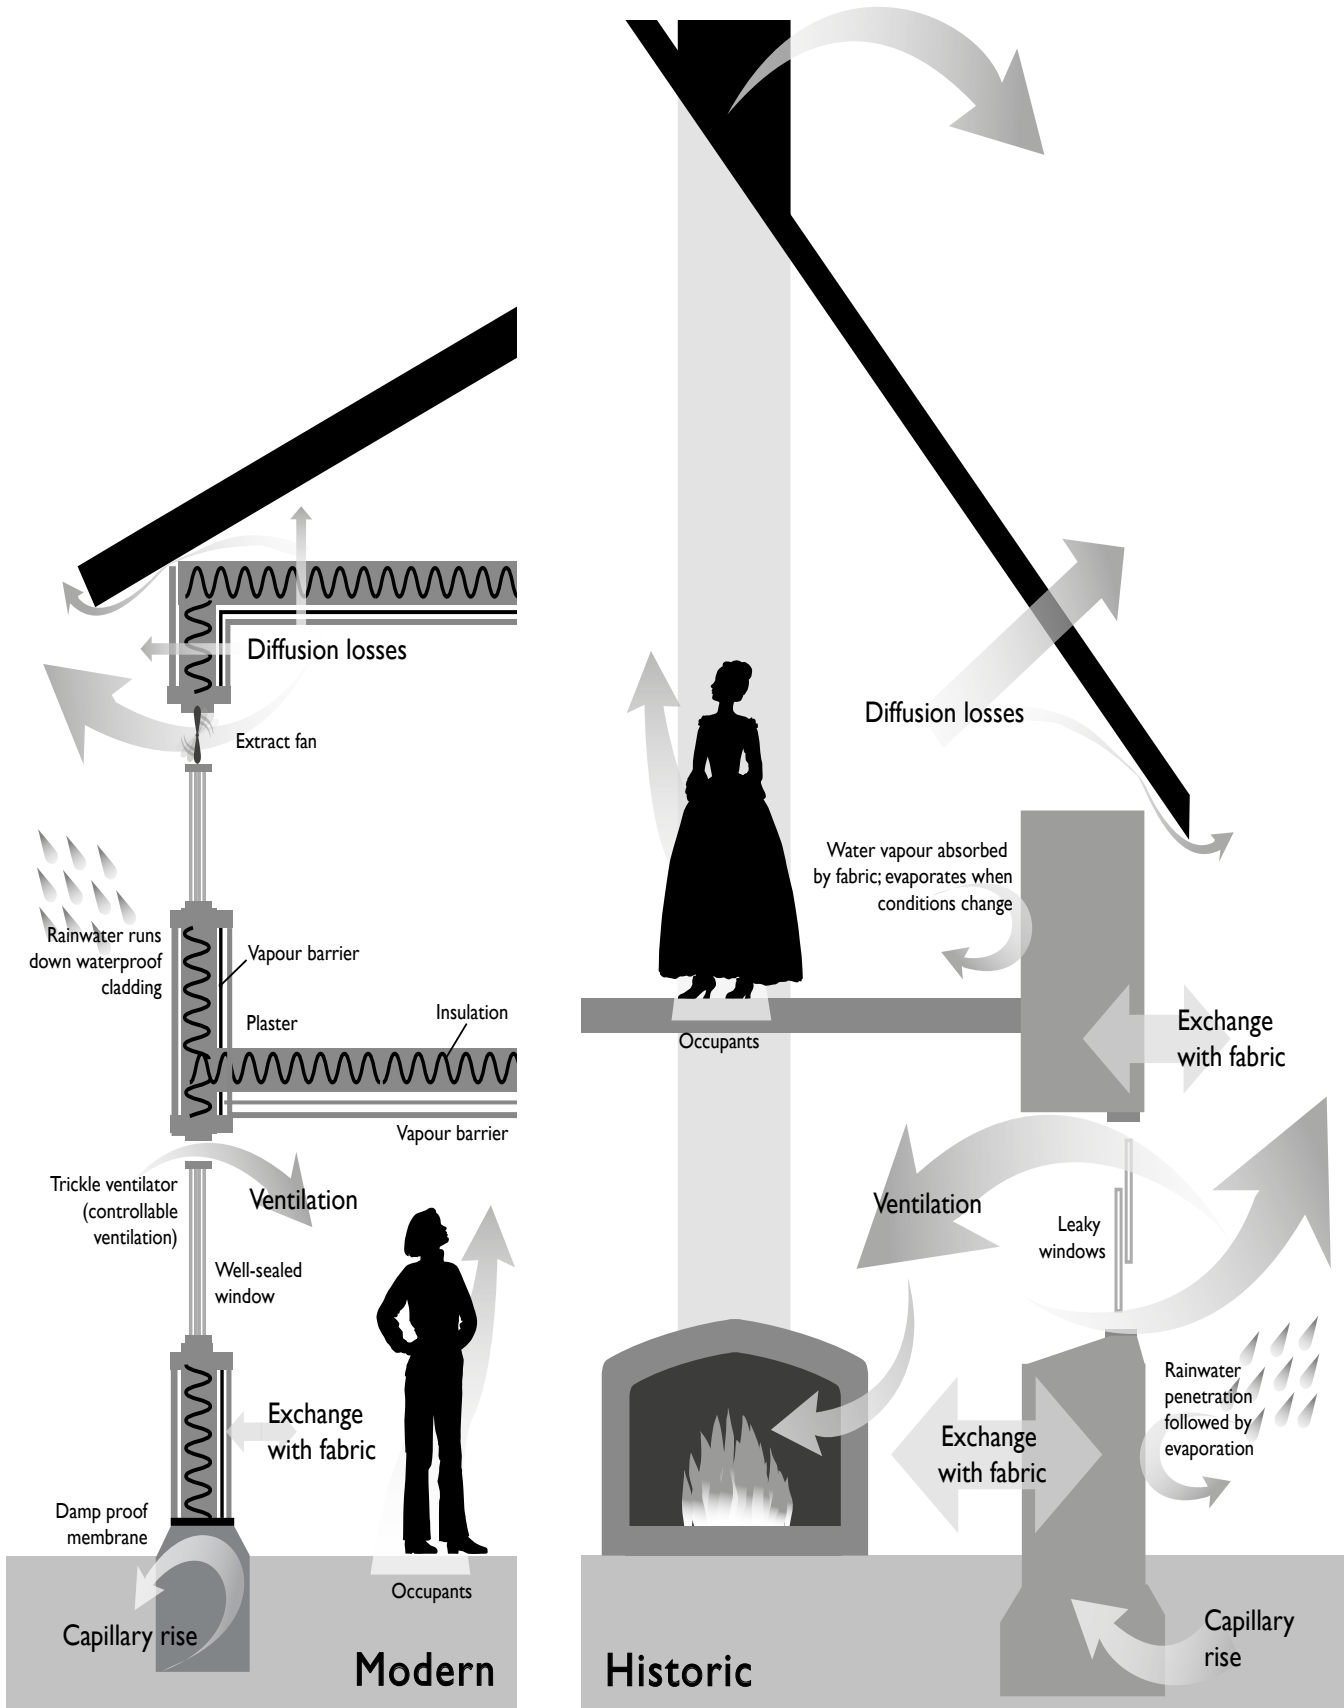 Diffusion losses
Extract fan
Rainwater runs
down waterproof
cladding
Vapour barrier
Plaster
Insulation
Vapour barrier
Trickle ventilator
(controllable
ventilation)
Ventilation
Well-sealed
window
Exchange
with fabric
Damp proof
membrane
Occupants
Capillary rise
Modern
Diffusion losses
Water vapour absorbed
by fabric; evaporates when
conditions change
Occupants
Exchange
with fabric
Ventilation
Leaky
windows
Rainwater
penetration
followed by
evaporation
Exchange
with fabric
Capillary
rise
Historic